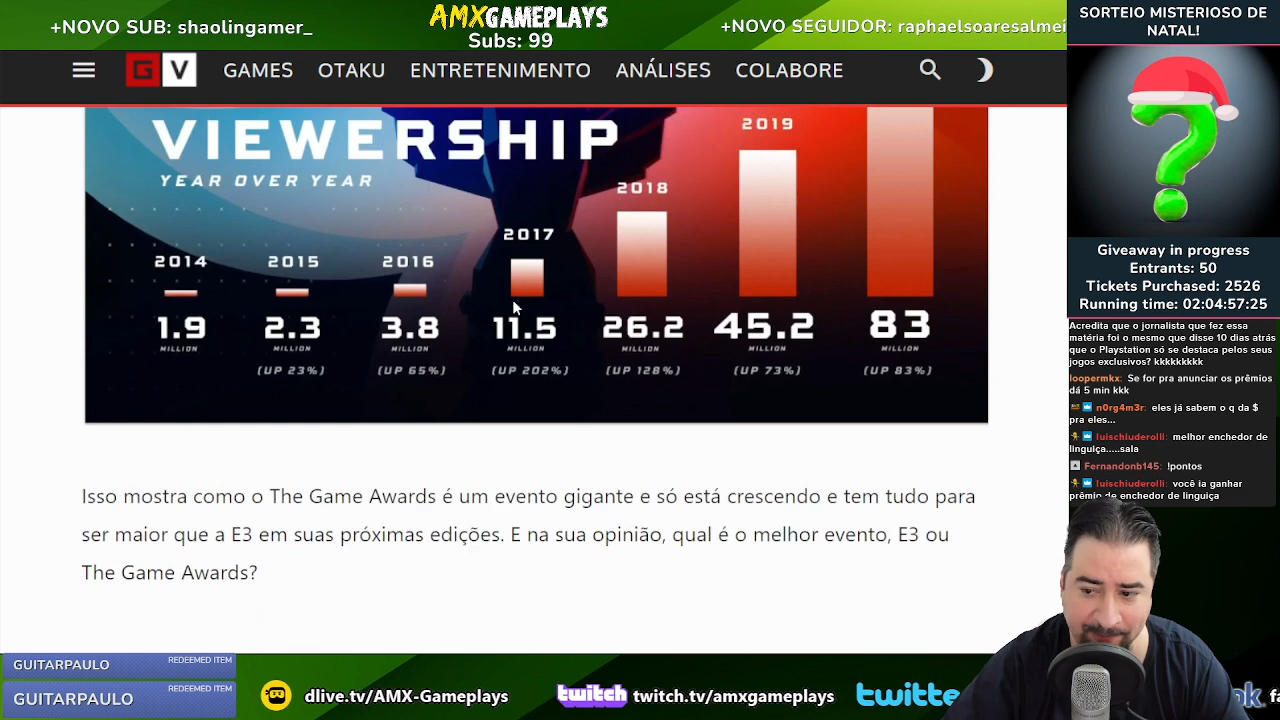 +NOVO SUB: shaolingamer_
AMXGAMEPLAYS
Subs: 99
+NOVO SEGUIDOR: raphaelsoaresalmei
SORTEIO MISTERIOSO DE
NATAL!
G V GAMES OTAKU ENTRETENIMENTO ANÁLISES COLABORE
VIEWERSHIP
YEAR OVER YEAR
2014 2015 2016 2017 2018 2019
1.9 2.3 3.8 11.5 26.2 45.2 83
MILLION MILLION MILLION MILLION MILLION MILLION MILLION
(UP 23%) (UP 65%) (UP 202%) (UP 128%) (UP 73%) (UP 83%)
Isso mostra como o The Game Awards é um evento gigante e só está crescendo e tem tudo para
ser maior que a E3 em suas próximas edições. E na sua opinião, qual é o melhor evento, E3 ou
The Game Awards?
Giveaway in progress
Entrants: 50
Tickets Purchased: 2526
Running time: 02:04:57:25
Acredita que o jornalista que fez essa
matéria foi o mesmo que disse 10 dias atrás
que o Playstation só se destaca pelos seus
jogos exclusivos? kkkkkkkkk
loopermkx: Se for pra anunciar os prêmios
dá 5 min kkk
n0rg4m3r: eles já sabem o q da $
pra eles...
luischiuderolli: melhor enchedor de
linguiça.....sala
Fernandonb145: !pontos
luischiuderolli: você ia ganhar
prêmio de enchedor de linguiça
GUITARPAULO REDEEMED ITEM
GUITARPAULO REDEEMED ITEM
dlive.tv/AMX-Gameplays
twitch twitch.tv/amxgameplays
twitte